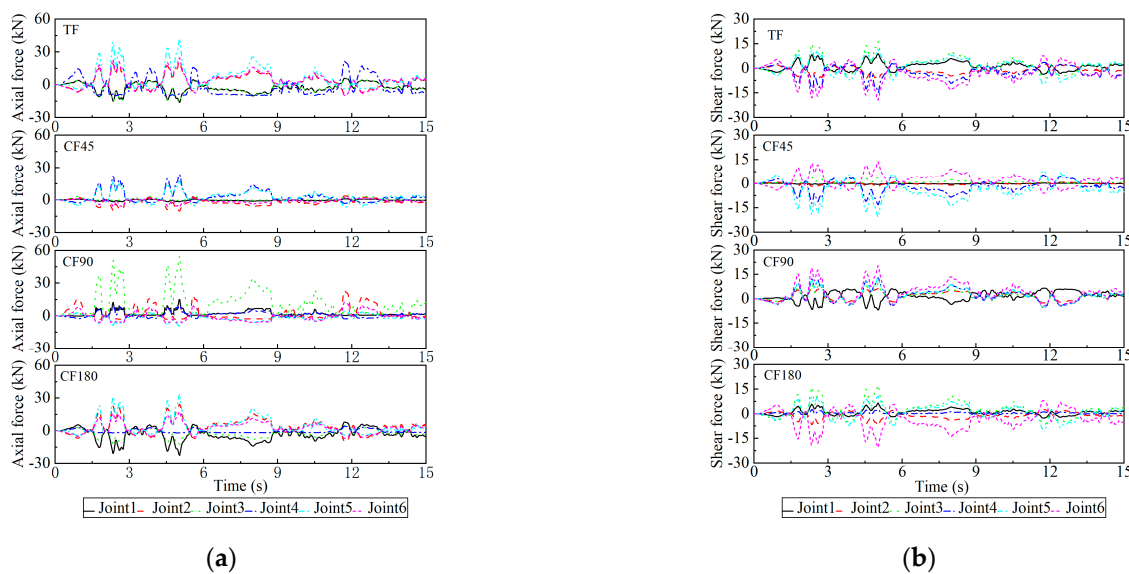 Axial force (kN)
60
30
0
-30
TF
0 3 6 9 12 15
Axial force (kN)
60
30
0
-30
CF45
0 3 6 9 12 15
Axial force (kN)
60
30
0
-30
CF90
0 3 6 9 12 15
Axial force (kN)
60
30
0
-30
CF180
0 3 6 9 12 15
Time (s)
Joint1 Joint2 Joint3 Joint4 Joint5 Joint6
(a)
Shear force (kN)
30
15
0
-15
-30
TF
0 3 6 9 12 15
Shear force (kN)
30
15
0
-15
-30
CF45
0 3 6 9 12 15
Shear force (kN)
30
15
0
-15
-30
CF90
0 3 6 9 12 15
Shear force (kN)
30
15
0
-15
-30
CF180
0 3 6 9 12 15
Time (s)
Joint1 Joint2 Joint3 Joint4 Joint5 Joint6
(b)